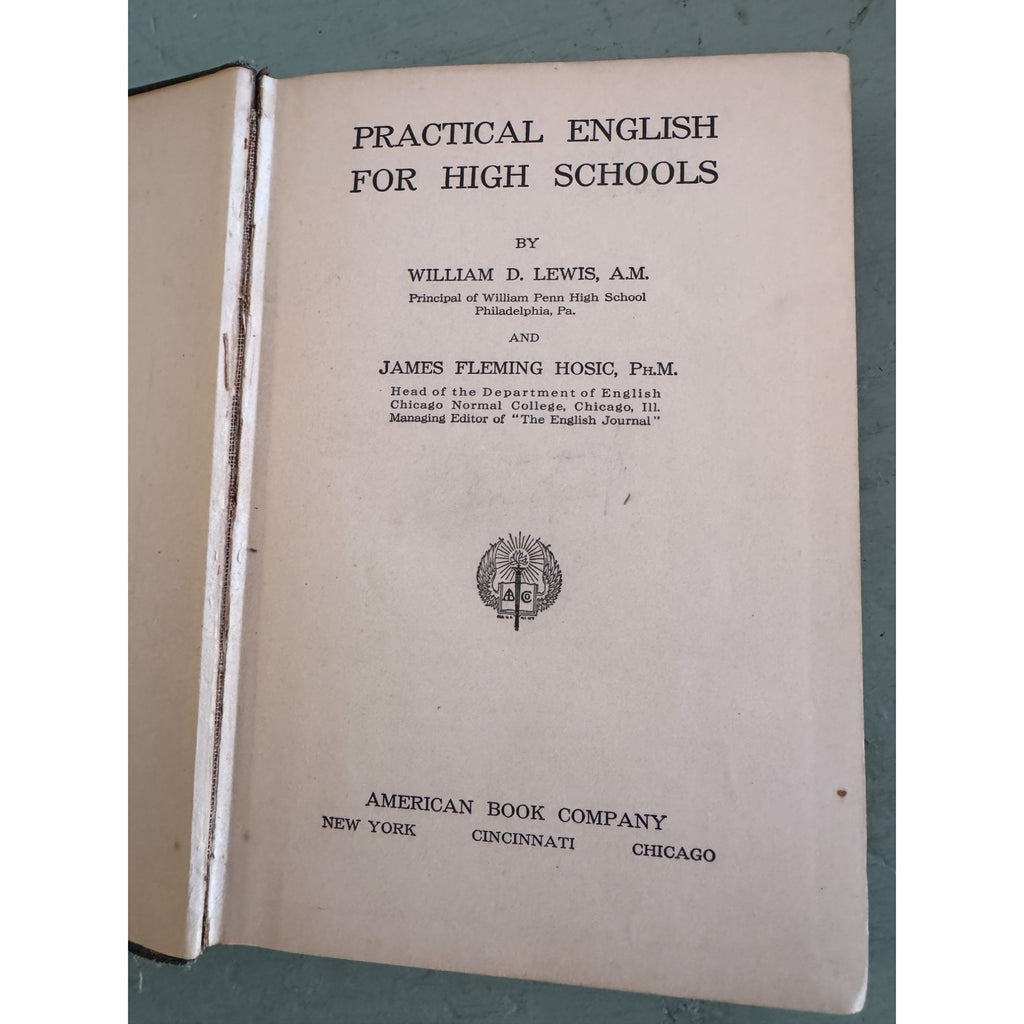 PRACTICAL ENGLISH
FOR HIGH SCHOOLS
BY
WILLIAM D. LEWIS, A.M.
Principal of William Penn High School
Philadelphia, Pa.
AND
JAMES FLEMING HOSIC, Ph.M.
Head of the Department of English
Chicago Normal College, Chicago, Ill.
Managing Editor of "The English Journal"
AB CO
AMERICAN BOOK COMPANY
NEW YORK CINCINNATI CHICAGO